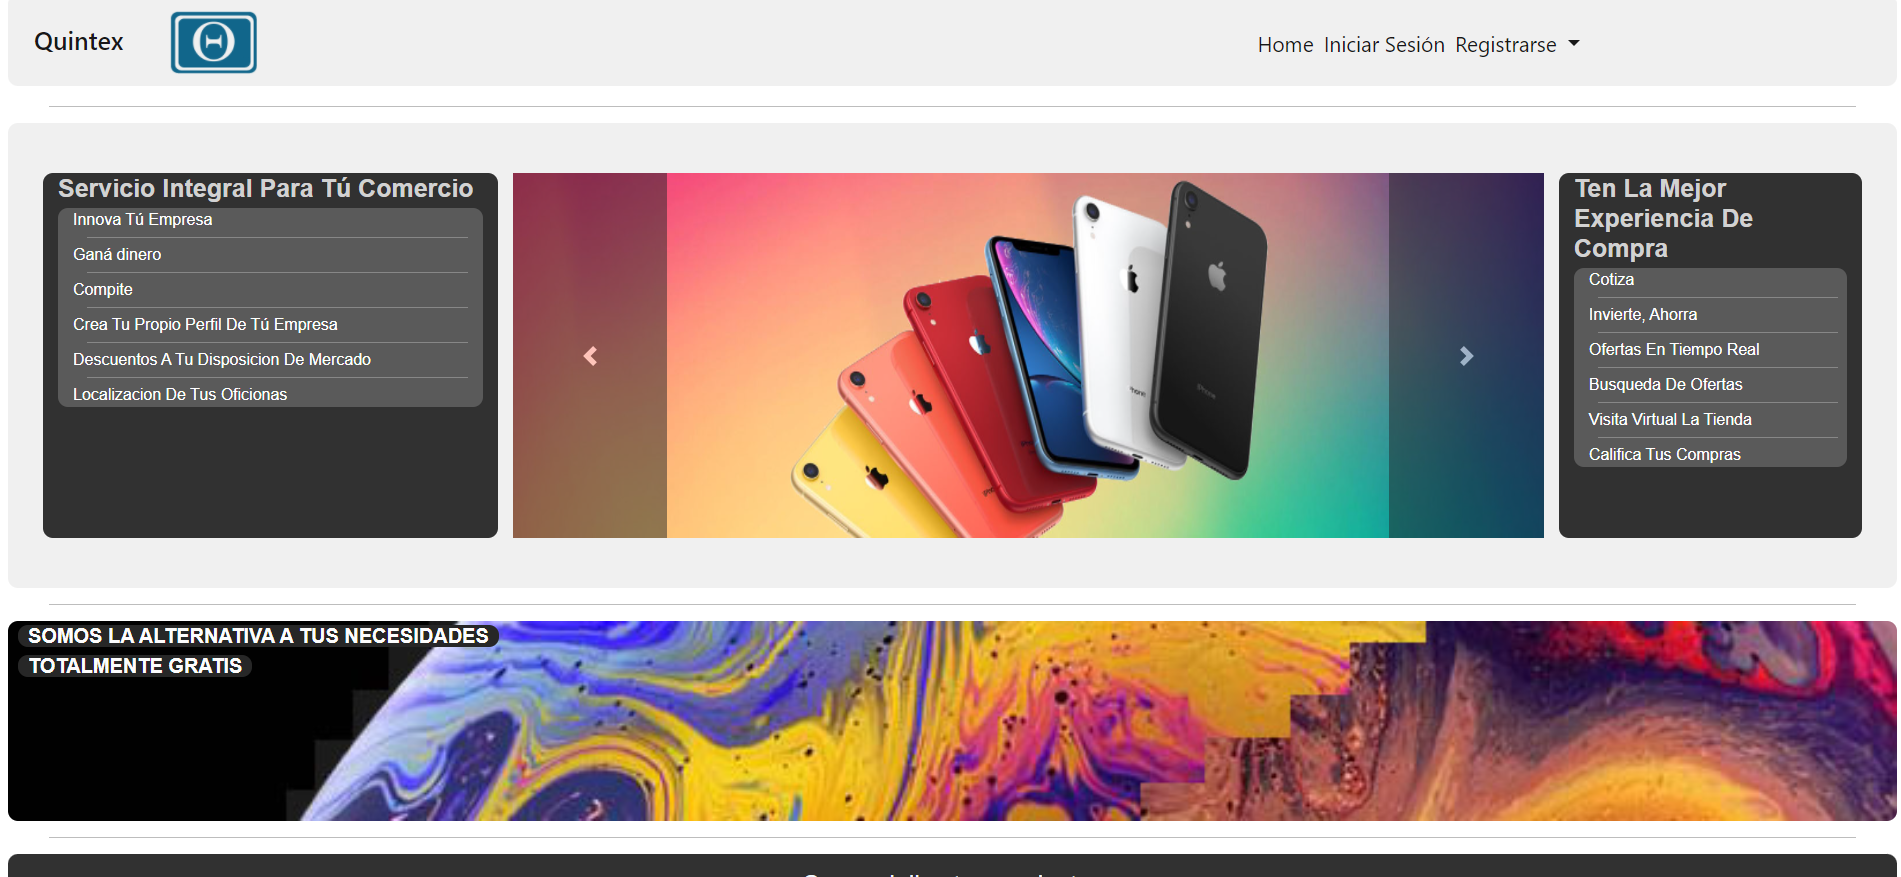 Quintex
Home Iniciar Sesión Registrarse
Servicio Integral Para Tú Comercio
Innova Tú Empresa
Ganá dinero
Compite
Crea Tu Propio Perfil De Tú Empresa
Descuentos A Tu Disposicion De Mercado
Localizacion De Tus Oficionas
Ten La Mejor
Experiencia De
Compra
Cotiza
Invierte, Ahorra
Ofertas En Tiempo Real
Busqueda De Ofertas
Visita Virtual La Tienda
Califica Tus Compras
SOMOS LA ALTERNATIVA A TUS NECESIDADES
TOTALMENTE GRATIS